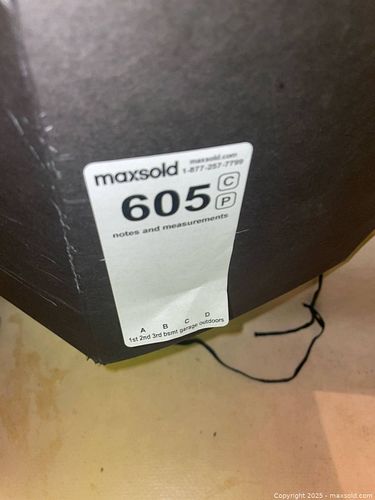 maxsold
maxsold.com
1-877-257-7799
605
C
P
notes and measurements
A B C D
1st 2nd 3rd bsmt garage outdoors
Copyright © 2025 - maxsold.com